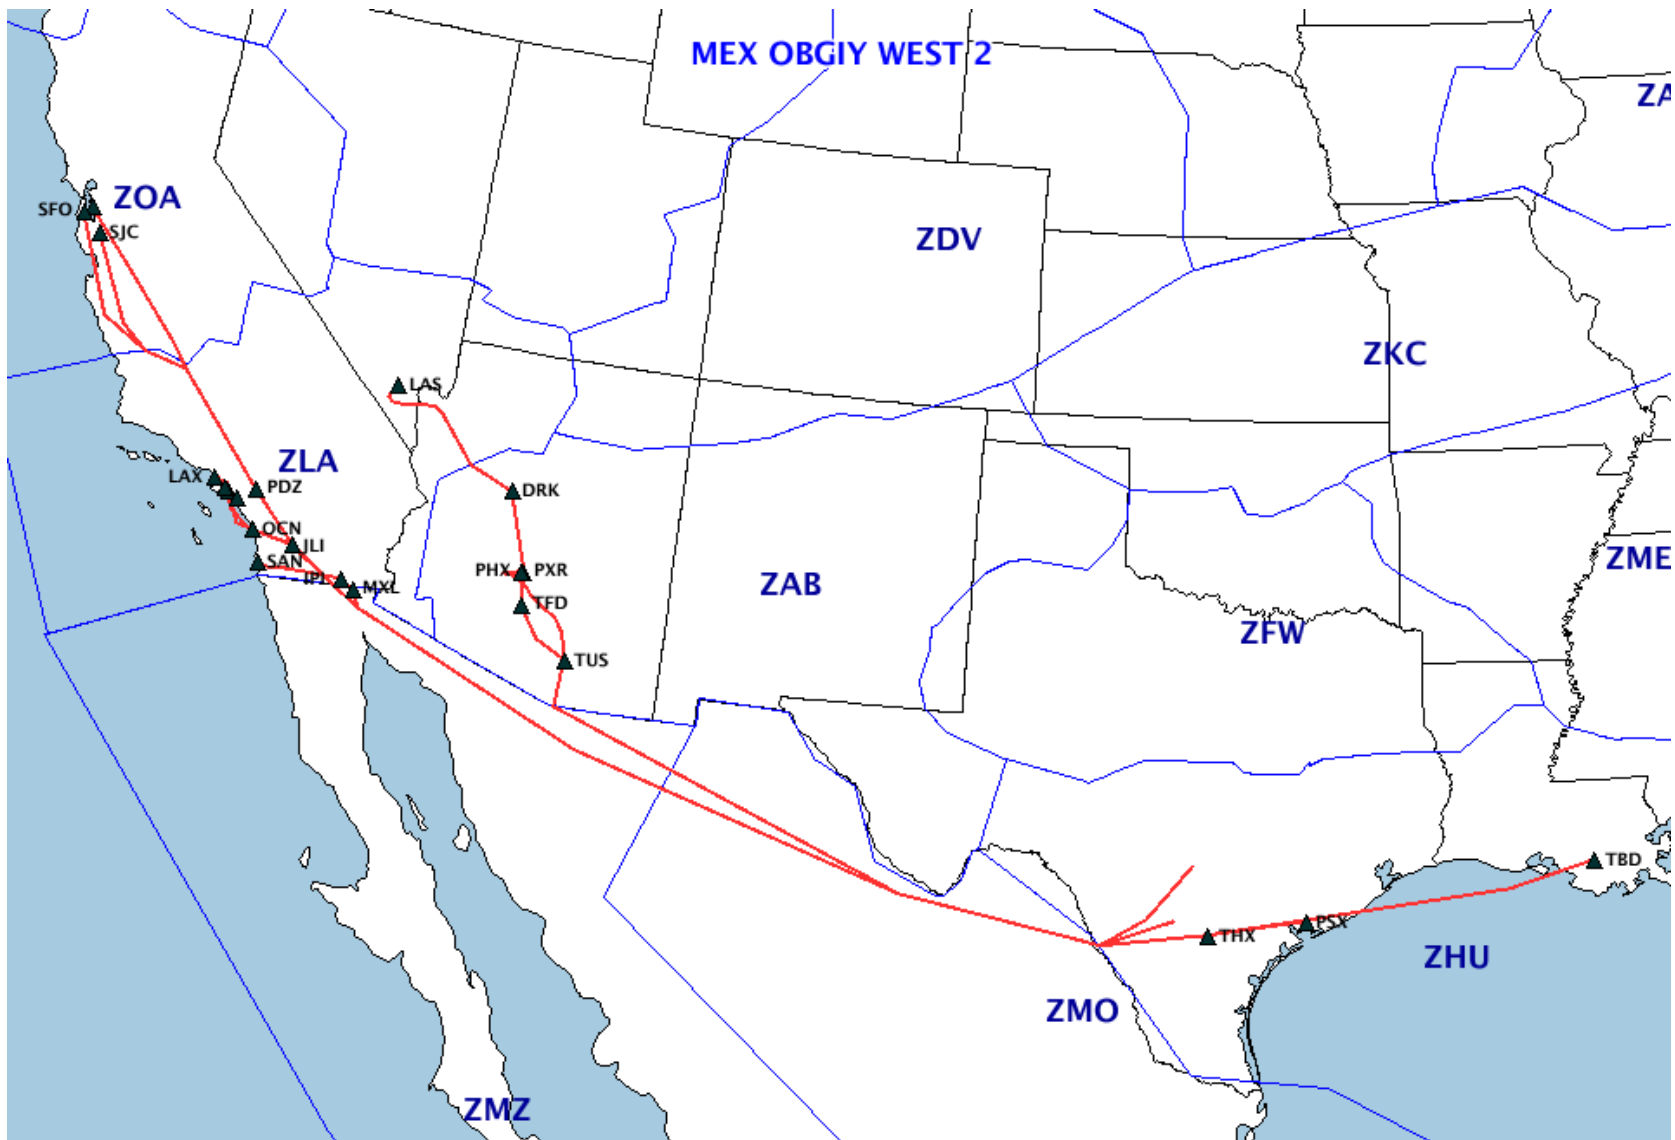 MEX OBGIY WEST 2
ZA
ZOA
SFO
SJC
ZDV
ZKC
LAS
ZLA
LAX
PDZ
DRK
OCN
JLI
SAN
IPL
MXL
PHX
PXR
ZAB
TFD
ZFW
ZME
TUS
TBD
PSX
THX
ZHU
ZMO
ZMZ